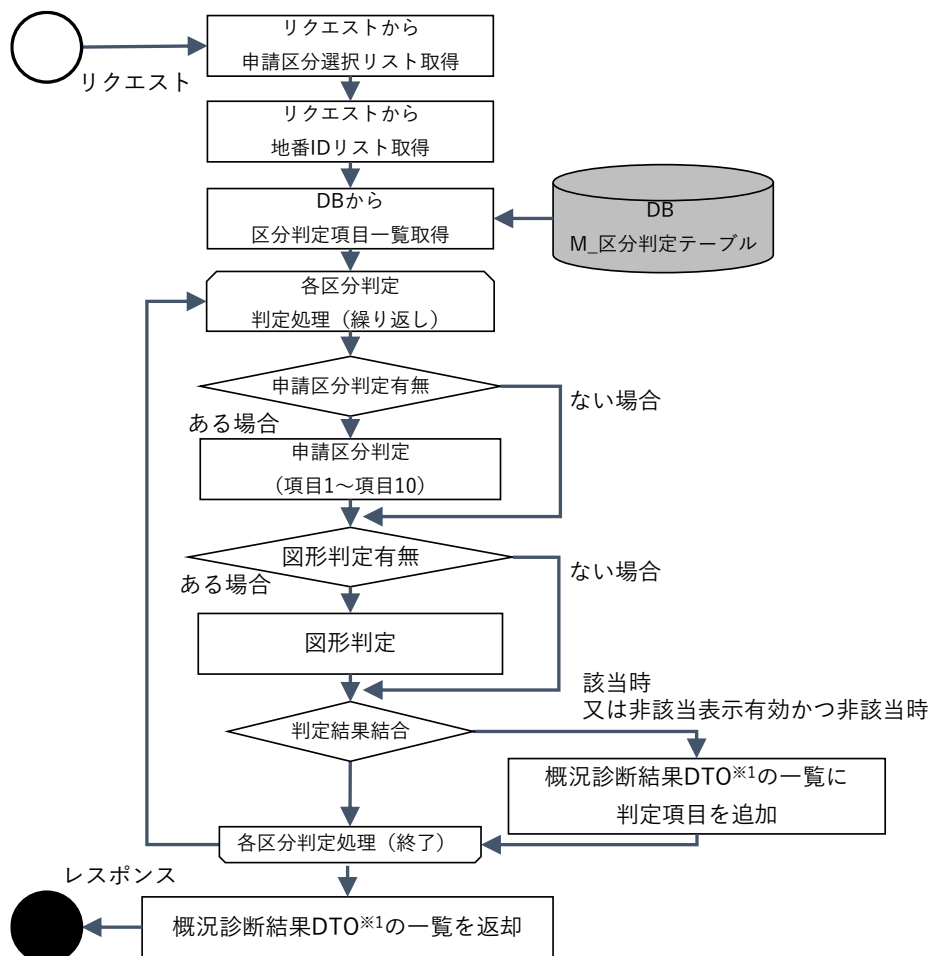 リクエストから
申請区分選択リスト取得
リクエスト
リクエストから
地番IDリスト取得
DBから
区分判定項目一覧取得
DB
M_区分判定テーブル
各区分判定
判定処理（繰り返し）
申請区分判定有無
ない場合
ある場合
申請区分判定
（項目1～項目10）
図形判定有無
ない場合
ある場合
図形判定
該当時
又は非該当表示有効かつ非該当時
判定結果結合
概況診断結果DTO※1の一覧に
判定項目を追加
各区分判定処理（終了）
レスポンス
概況診断結果DTO※1の一覧を返却